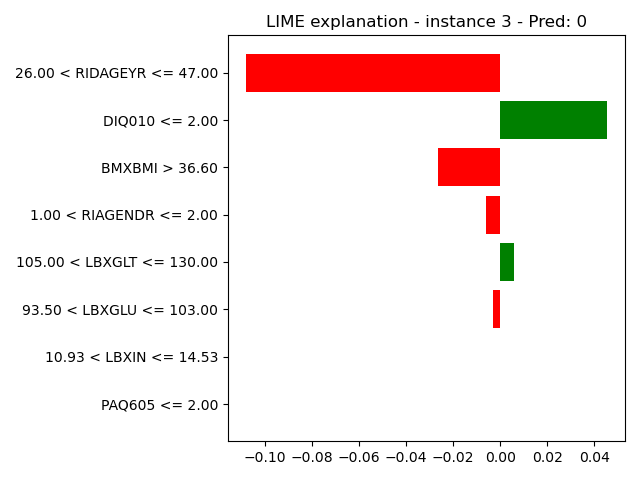 LIME explanation - instance 3 - Pred: 0
26.00 < RIDAGEYR <= 47.00
DIQ010 <= 2.00
BMXBMI > 36.60
1.00 < RIAGENDR <= 2.00
105.00 < LBXGLT <= 130.00
93.50 < LBXGLU <= 103.00
10.93 < LBXIN <= 14.53
PAQ605 <= 2.00
−0.10 −0.08 −0.06 −0.04 −0.02 0.00 0.02 0.04